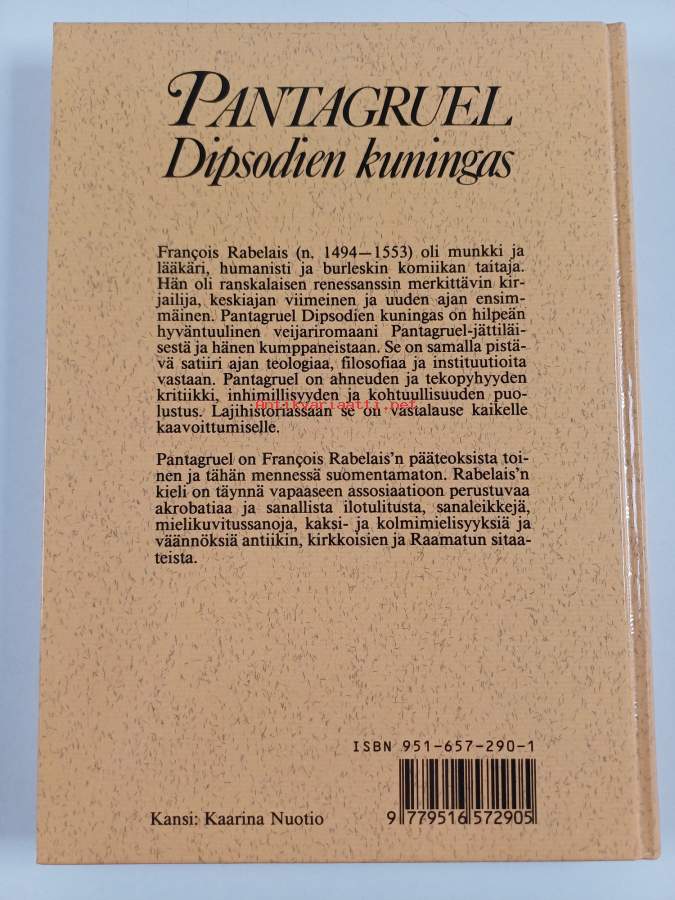 PANTAGRUEL
Dipsodien kuningas
François Rabelais (n. 1494—1553) oli munkki ja
lääkäri, humanisti ja burleskin komiikan taitaja.
Hän oli ranskalaisen renessanssin merkittävin kir-
jailija, keskiajan viimeinen ja uuden ajan ensim-
mäinen. Pantagruel Dipsodien kuningas on hilpeän
hyväntuulinen veijariromaani Pantagruel-jättiläi-
sestä ja hänen kumppaneistaan. Se on samalla pistä-
vä satiiri ajan teologiaa, filosofiaa ja instituutioita
vastaan. Pantagruel on ahneuden ja tekopyhyyden
kritiikki, inhimillisyyden ja kohtuullisuuden puo-
lustus. Lajihistoriassaan se on vastalause kaikelle
kaavoittumiselle.
Antikvariaatti.net
Pantagruel on François Rabelais'n pääteoksista toi-
nen ja tähän mennessä suomentamaton. Rabelais'n
kieli on täynnä vapaaseen assosiaatioon perustuvaa
akrobatiaa ja sanallista ilotulitusta, sanaleikkejä,
mielikuvitussanoja, kaksi- ja kolmimielisyyksiä ja
väännöksiä antiikin, kirkkoisien ja Raamatun sitaa-
teista.
ISBN 951-657-290-1
Kansi: Kaarina Nuotio
9 779516 572905